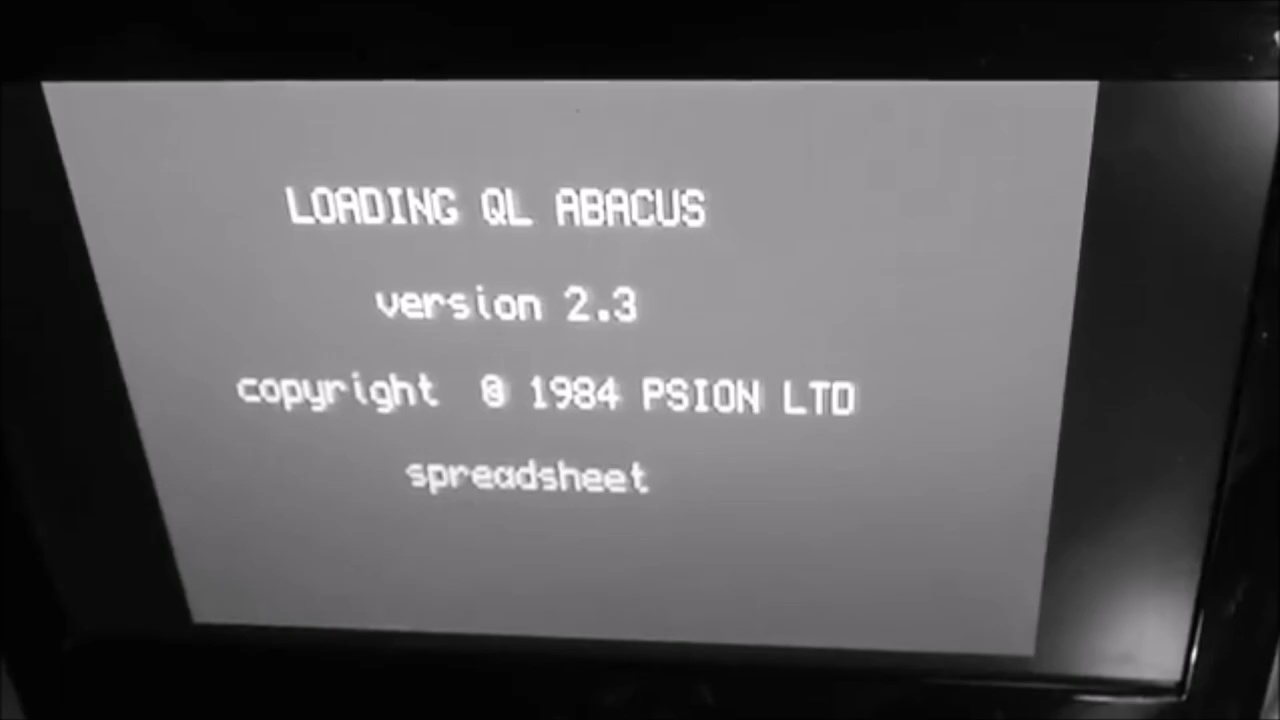 LOADING QL ABACUS
version 2.3
copyright © 1984 PSION LTD
spreadsheet